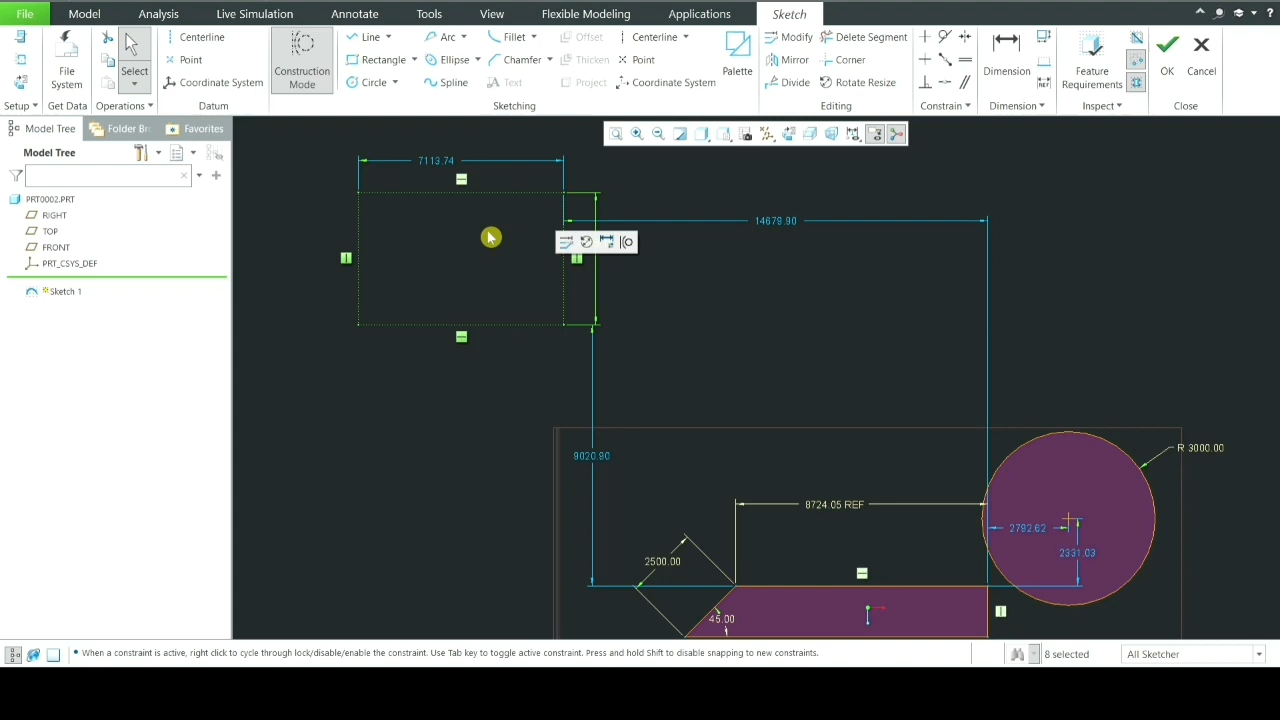 File Model Analysis Live Simulation Annotate Tools View Flexible Modeling Applications Sketch
Centerline Line Arc Fillet Offset Centerline Modify Delete Segment
Point Rectangle Ellipse Chamfer Thicken Point Mirror Corner
Coordinate System Circle Spline Text Project Coordinate System Divide Rotate Resize
File System
Select
Construction Mode
Palette
Dimension
REF
Feature Requirements
OK
Cancel
Setup Get Data Operations Datum Sketching Editing Constrain Dimension Inspect Close
Model Tree Folder Br Favorites
Model Tree
PRT0002.PRT
RIGHT
TOP
FRONT
PRT_CSYS_DEF
Sketch 1
7113.74
14679.90
R 3000.00
9020.90
8724.05 REF
2792.62
2331.03
2500.00
45.00
When a constraint is active, right click to cycle through lock/disable/enable the constraint. Use Tab key to toggle active constraint. Press and hold Shift to disable snapping to new constraints.
8 selected
All Sketcher